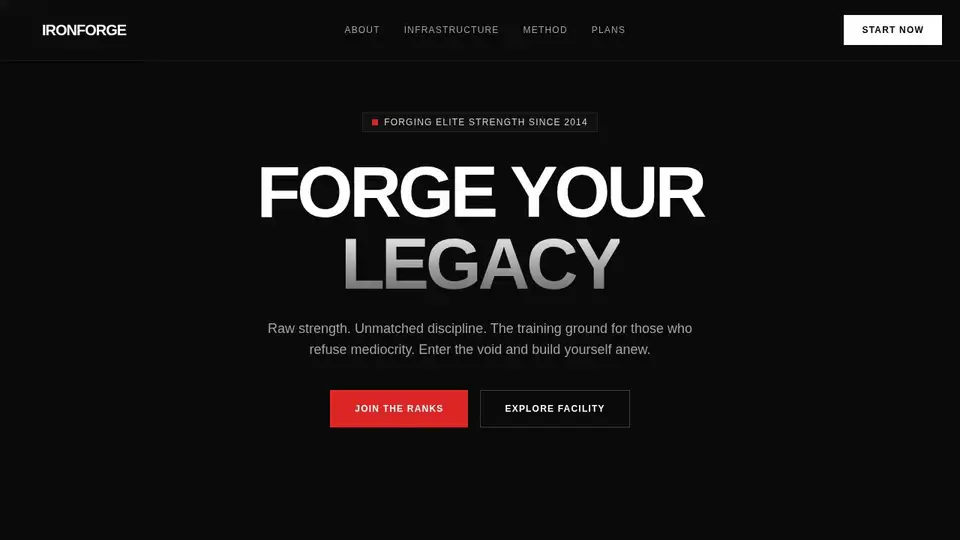 IRONFORGE
ABOUT
INFRASTRUCTURE
METHOD
PLANS
START NOW
FORGING ELITE STRENGTH SINCE 2014
FORGE YOUR
LEGACY
Raw strength. Unmatched discipline. The training ground for those who
refuse mediocrity. Enter the void and build yourself anew.
JOIN THE RANKS
EXPLORE FACILITY